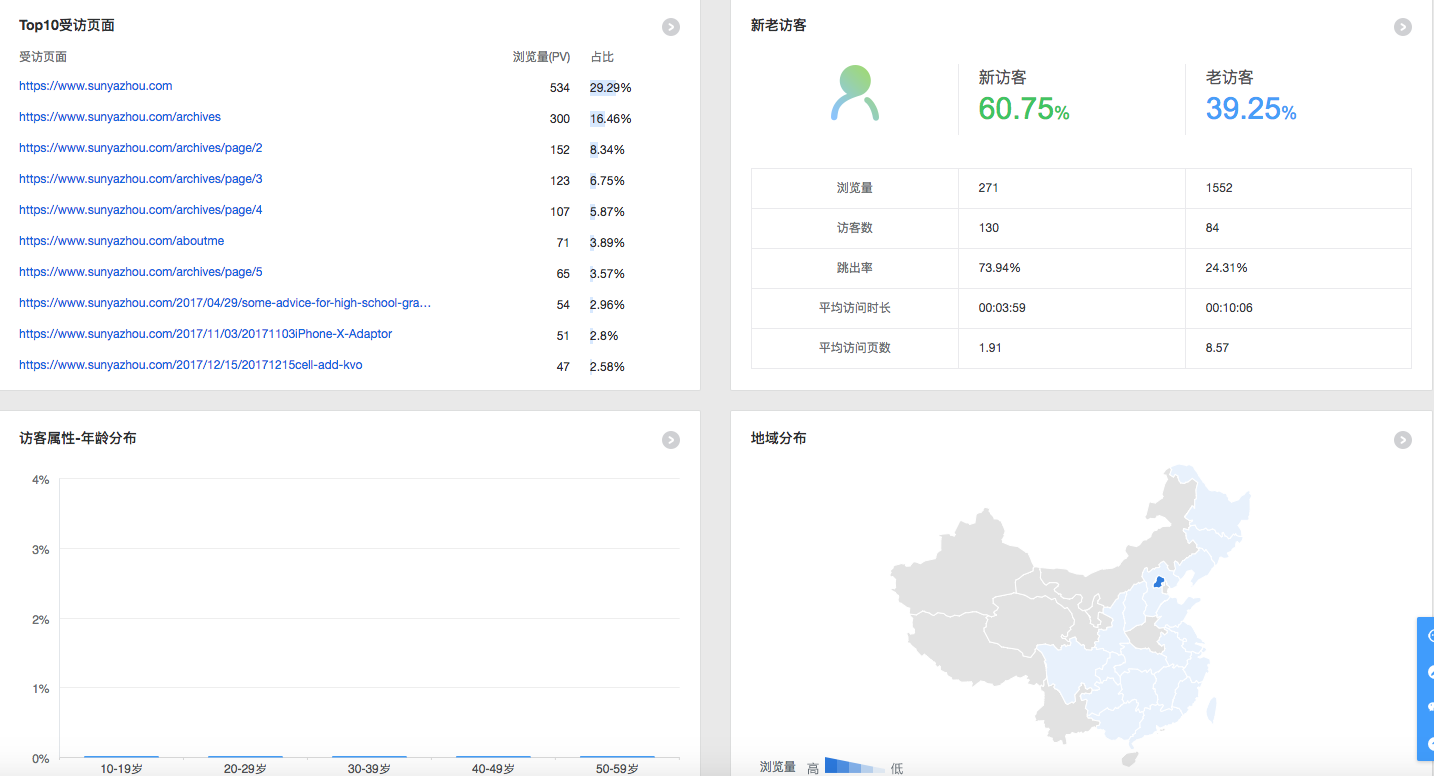 Top10受访页面
受访页面 浏览量(PV) 占比
https://www.sunyazhou.com 534 29.29%
https://www.sunyazhou.com/archives 300 16.46%
https://www.sunyazhou.com/archives/page/2 152 8.34%
https://www.sunyazhou.com/archives/page/3 123 6.75%
https://www.sunyazhou.com/archives/page/4 107 5.87%
https://www.sunyazhou.com/aboutme 71 3.89%
https://www.sunyazhou.com/archives/page/5 65 3.57%
https://www.sunyazhou.com/2017/04/29/some-advice-for-high-school-gra... 54 2.96%
https://www.sunyazhou.com/2017/11/03/20171103iPhone-X-Adaptor 51 2.8%
https://www.sunyazhou.com/2017/12/15/20171215cell-add-kvo 47 2.58%
新老访客
新访客 老访客
60.75% 39.25%
浏览量 271 1552
访客数 130 84
跳出率 73.94% 24.31%
平均访问时长 00:03:59 00:10:06
平均访问页数 1.91 8.57
访客属性-年龄分布
4%
3%
2%
1%
0%
10-19岁 20-29岁 30-39岁 40-49岁 50-59岁
地域分布
浏览量 高 低